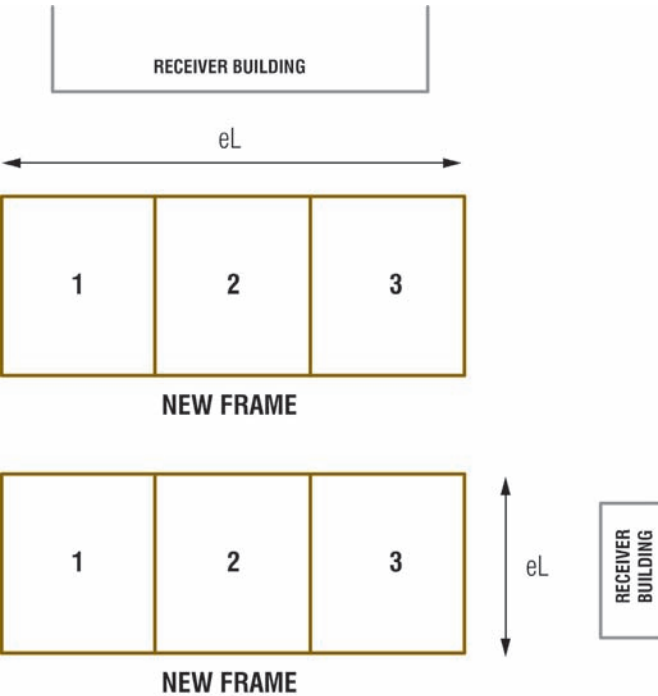 RECEIVER BUILDING
eL
1 2 3
NEW FRAME
1 2 3
eL
RECEIVER
BUILDING
NEW FRAME